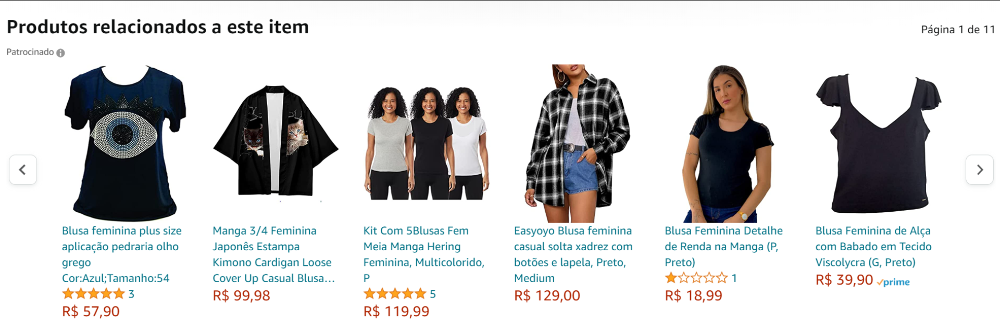 Produtos relacionados a este item
Página 1 de 11
Patrocinado
Blusa feminina plus size
aplicação pedraria olho
grego
Cor:Azul;Tamanho:54
3
R$ 57,90
Manga 3/4 Feminina
Japonês Estampa
Kimono Cardigan Loose
Cover Up Casual Blusa…
R$ 99,98
Kit Com 5Blusas Fem
Meia Manga Hering
Feminina, Multicolorido,
P
5
R$ 119,99
Easyoyo Blusa feminina
casual solta xadrez com
botões e lapela, Preto,
Medium
R$ 129,00
Blusa Feminina Detalhe
de Renda na Manga (P,
Preto)
1
R$ 18,99
Blusa Feminina de Alça
com Babado em Tecido
Viscolycra (G, Preto)
R$ 39,90 prime